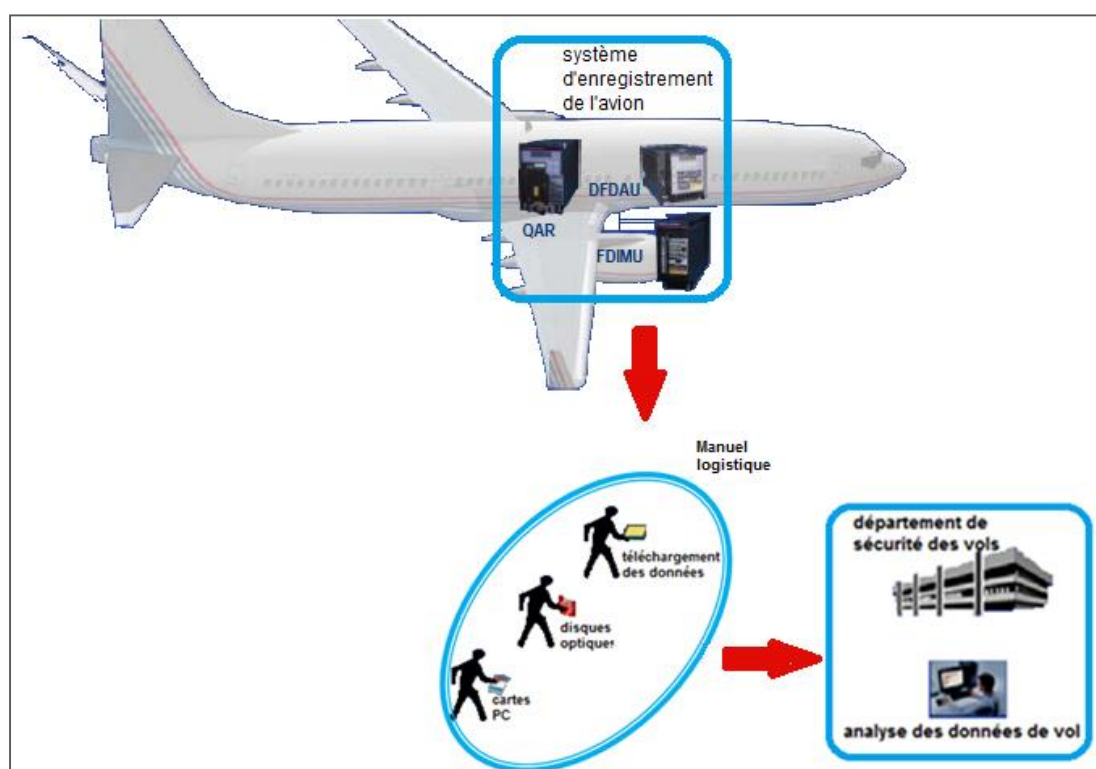 système
d'enregistrement
de l'avion
DFDAU
QAR
FDIMU
Manuel
logistique
téléchargement
des données
disques
optiques
cartes
PC
département de
sécurité des vols
analyse des données de vol